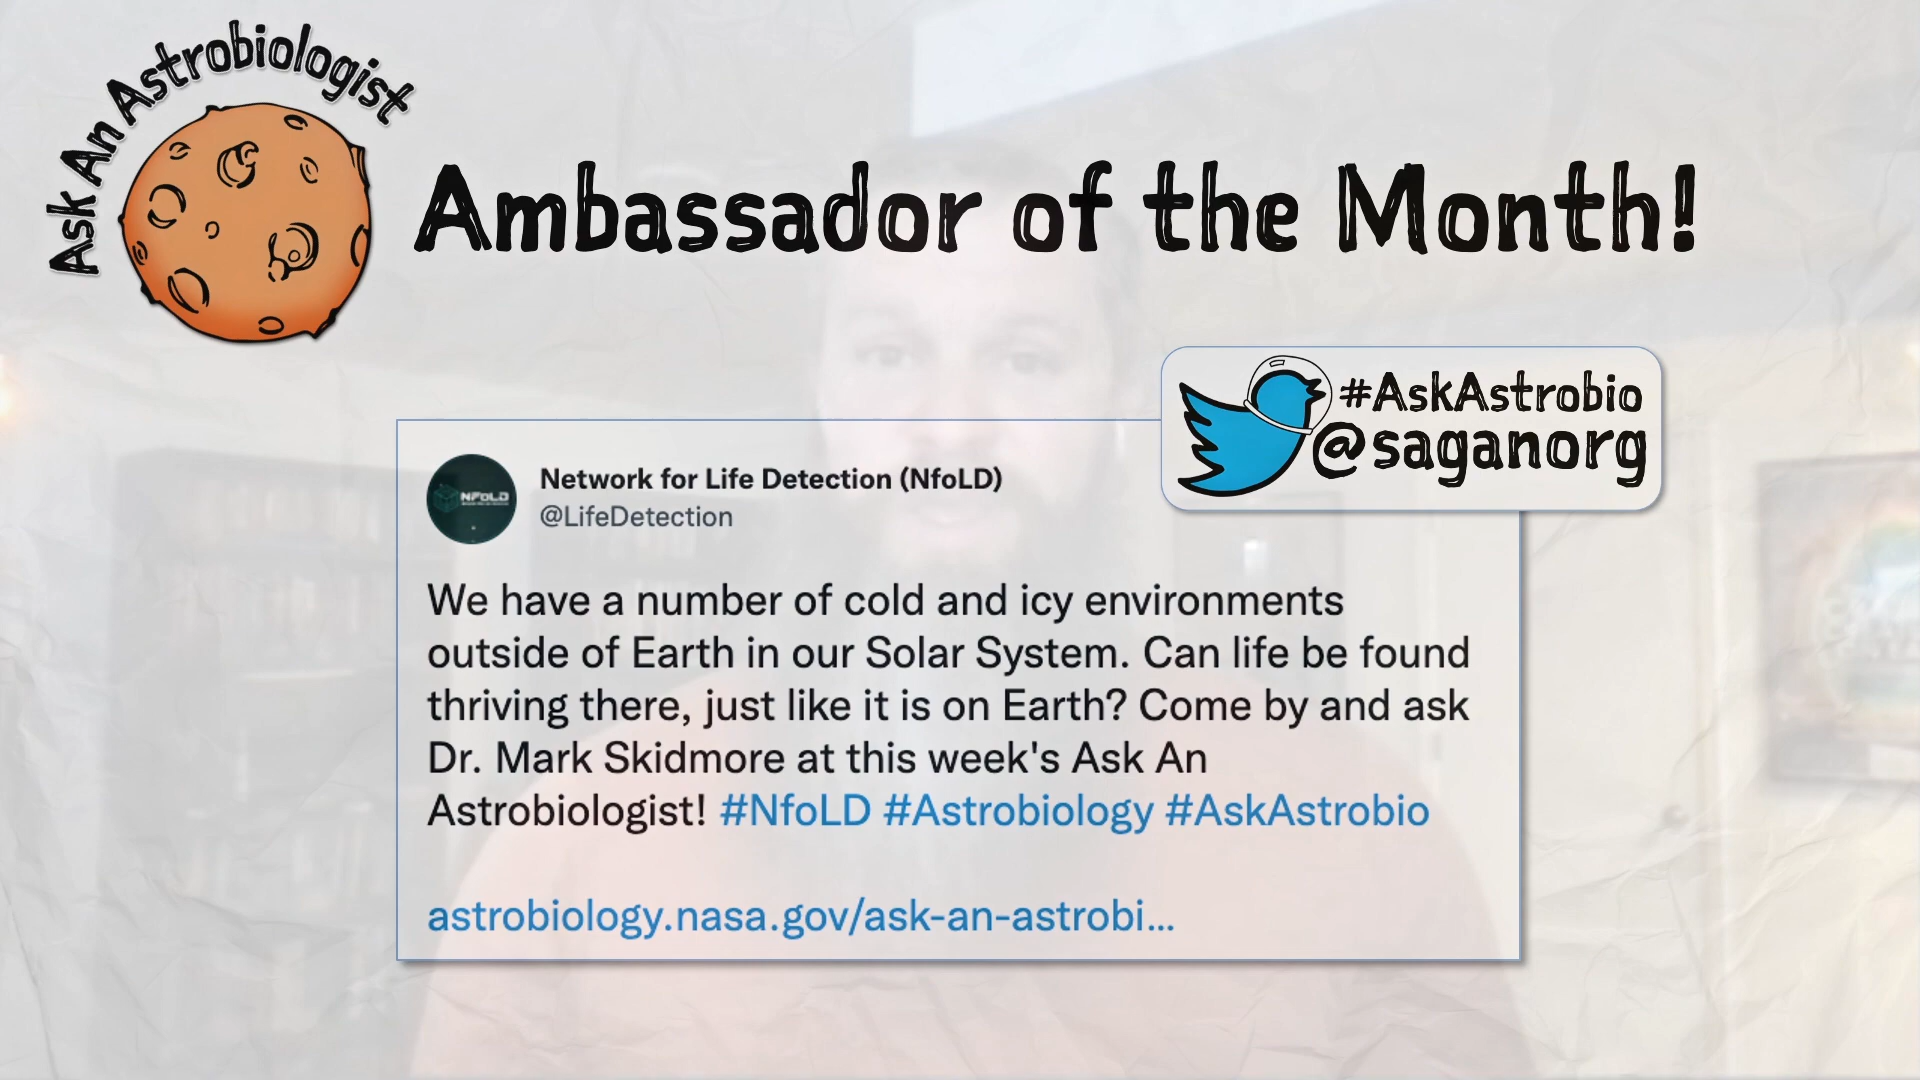 Ask An Astrobiologist
Ambassador of the Month!
#AskAstrobio
@saganorg
NFOLD
Network for Life Detection (NfoLD)
@LifeDetection
We have a number of cold and icy environments
outside of Earth in our Solar System. Can life be found
thriving there, just like it is on Earth? Come by and ask
Dr. Mark Skidmore at this week's Ask An
Astrobiologist! #NfoLD #Astrobiology #AskAstrobio
astrobiology.nasa.gov/ask-an-astrobi...